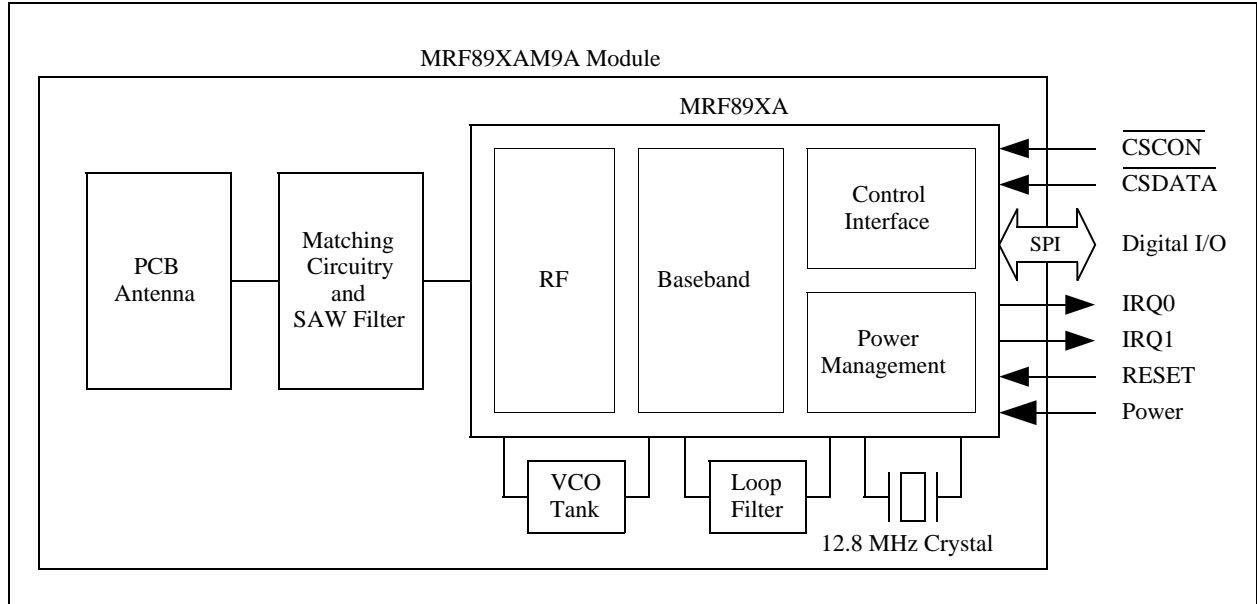 MRF89XAM9A Module
MRF89XA
PCB
Antenna
Matching
Circuitry
and
SAW Filter
RF
Baseband
Control
Interface
Power
Management
CSCON
CSDATA
SPI
Digital I/O
IRQ0
IRQ1
RESET
Power
VCO
Tank
Loop
Filter
12.8 MHz Crystal